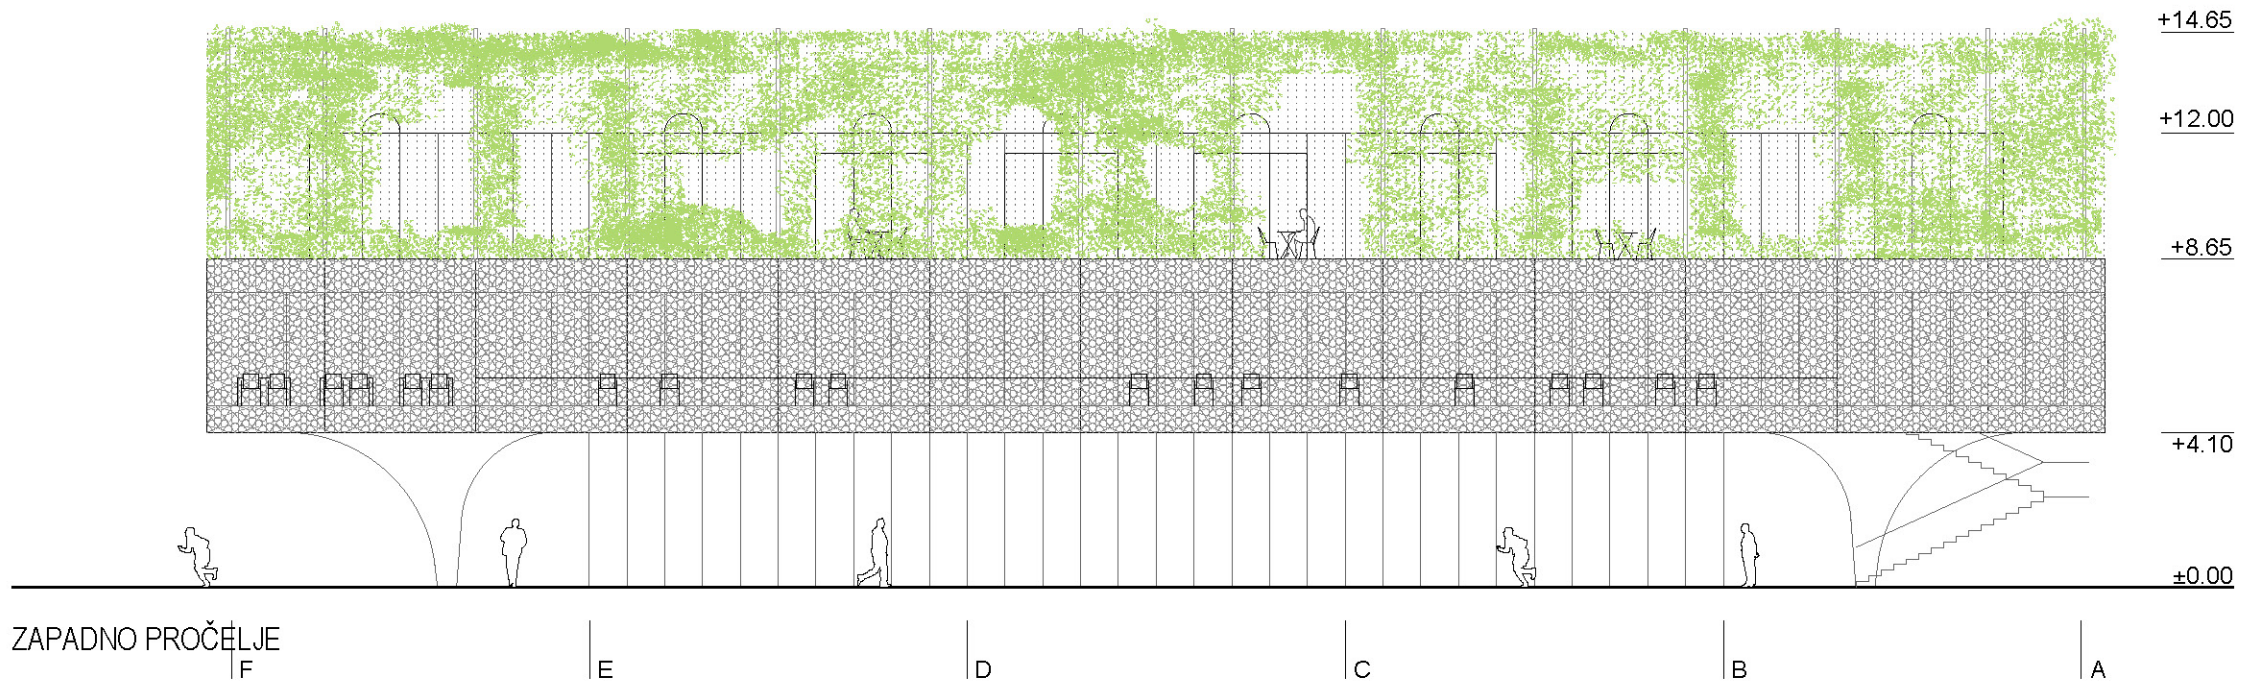 +14.65
+12.00
+8.65
+4.10
±0.00
ZAPADNO PROČELJE
F E D C B A